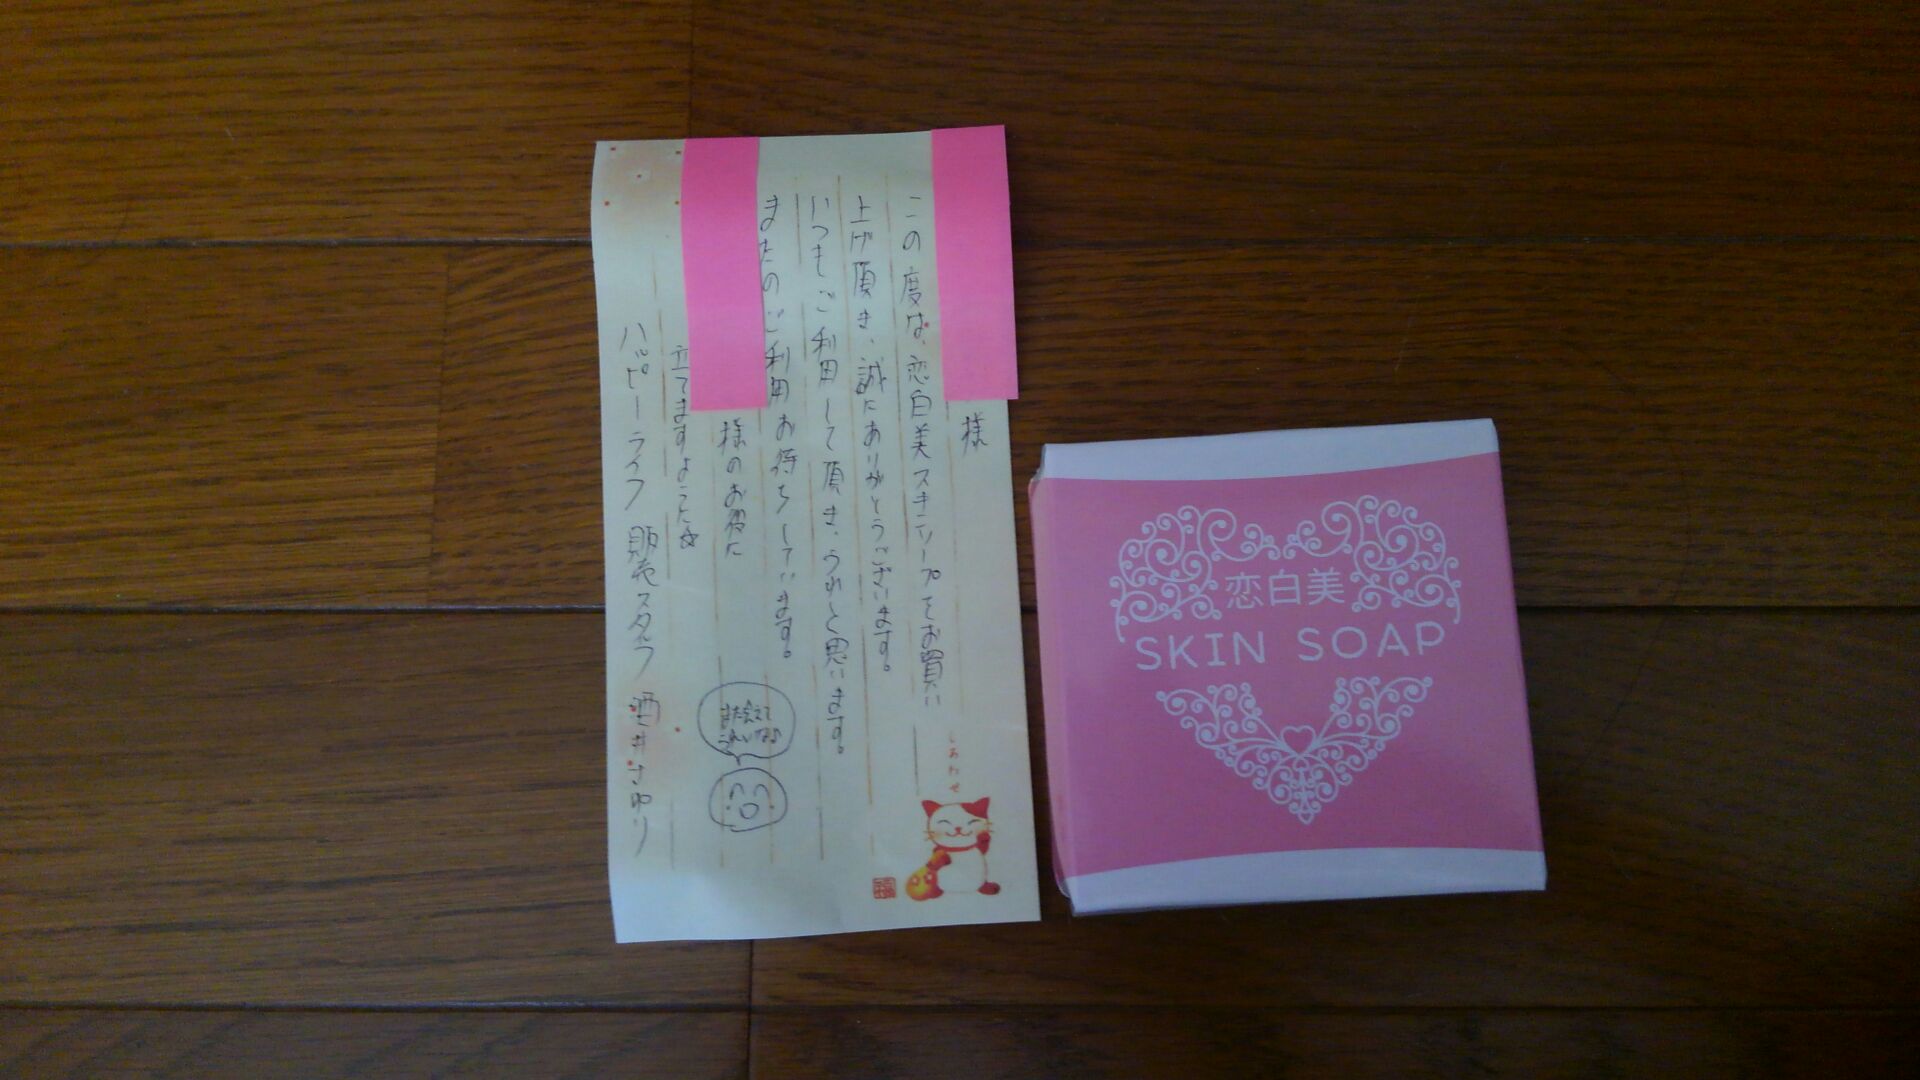 様
この度は、恋白美スキンソープをお買い
上げ頂き、誠にありがとうございます。
いつもご利用して頂き、うれしく思います。
またのご利用お待ちしています。
様のお役に
立てますように☆
ハッピーライフ 販売スタッフ 酒井さゆり
また会えて
うれしいです♪
しあわせ
恋白美
SKIN SOAP